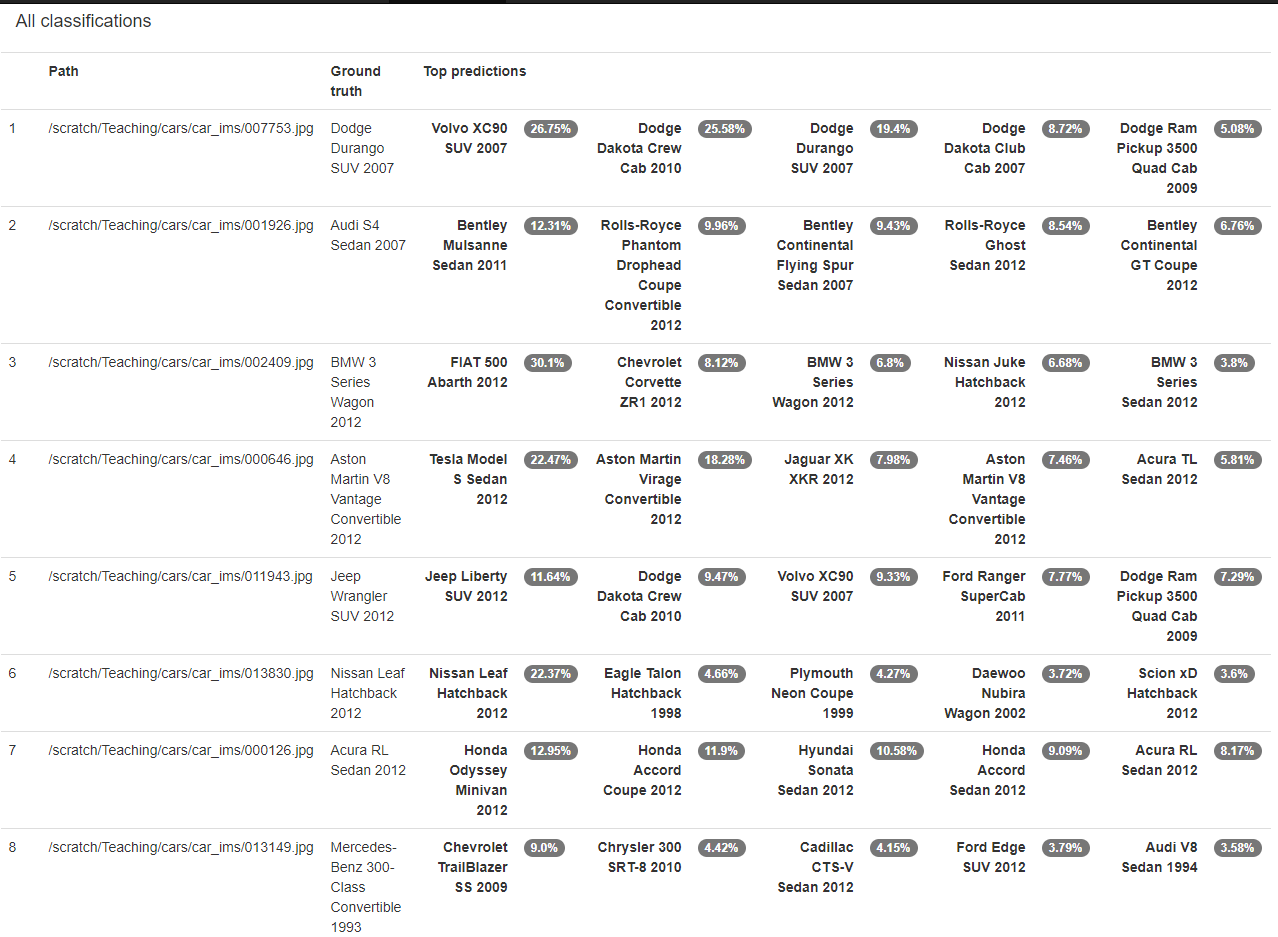 All classifications
Path Ground truth Top predictions
1 /scratch/Teaching/cars/car_ims/007753.jpg Dodge Durango SUV 2007 Volvo XC90 SUV 2007 26.75% Dodge Dakota Crew Cab 2010 25.58% Dodge Durango SUV 2007 19.4% Dodge Dakota Club Cab 2007 8.72% Dodge Ram Pickup 3500 Quad Cab 2009 5.08%
2 /scratch/Teaching/cars/car_ims/001926.jpg Audi S4 Sedan 2007 Bentley Mulsanne Sedan 2011 12.31% Rolls-Royce Phantom Drophead Coupe Convertible 2012 9.96% Bentley Continental Flying Spur Sedan 2007 9.43% Rolls-Royce Ghost Sedan 2012 8.54% Bentley Continental GT Coupe 2012 6.76%
3 /scratch/Teaching/cars/car_ims/002409.jpg BMW 3 Series Wagon 2012 FIAT 500 Abarth 2012 30.1% Chevrolet Corvette ZR1 2012 8.12% BMW 3 Series Wagon 2012 6.8% Nissan Juke Hatchback 2012 6.68% BMW 3 Series Sedan 2012 3.8%
4 /scratch/Teaching/cars/car_ims/000646.jpg Aston Martin V8 Vantage Convertible 2012 Tesla Model S Sedan 2012 22.47% Aston Martin Virage Convertible 2012 18.28% Jaguar XK XKR 2012 7.98% Aston Martin V8 Vantage Convertible 2012 7.46% Acura TL Sedan 2012 5.81%
5 /scratch/Teaching/cars/car_ims/011943.jpg Jeep Wrangler SUV 2012 Jeep Liberty SUV 2012 11.64% Dodge Dakota Crew Cab 2010 9.47% Volvo XC90 SUV 2007 9.33% Ford Ranger SuperCab 2011 7.77% Dodge Ram Pickup 3500 Quad Cab 2009 7.29%
6 /scratch/Teaching/cars/car_ims/013830.jpg Nissan Leaf Hatchback 2012 Nissan Leaf Hatchback 2012 22.37% Eagle Talon Hatchback 1998 4.66% Plymouth Neon Coupe 1999 4.27% Daewoo Nubira Wagon 2002 3.72% Scion xD Hatchback 2012 3.6%
7 /scratch/Teaching/cars/car_ims/000126.jpg Acura RL Sedan 2012 Honda Odyssey Minivan 2012 12.95% Honda Accord Coupe 2012 11.9% Hyundai Sonata Sedan 2012 10.58% Honda Accord Sedan 2012 9.09% Acura RL Sedan 2012 8.17%
8 /scratch/Teaching/cars/car_ims/013149.jpg Mercedes-Benz 300-Class Convertible 1993 Chevrolet TrailBlazer SS 2009 9.0% Chrysler 300 SRT-8 2010 4.42% Cadillac CTS-V Sedan 2012 4.15% Ford Edge SUV 2012 3.79% Audi V8 Sedan 1994 3.58%